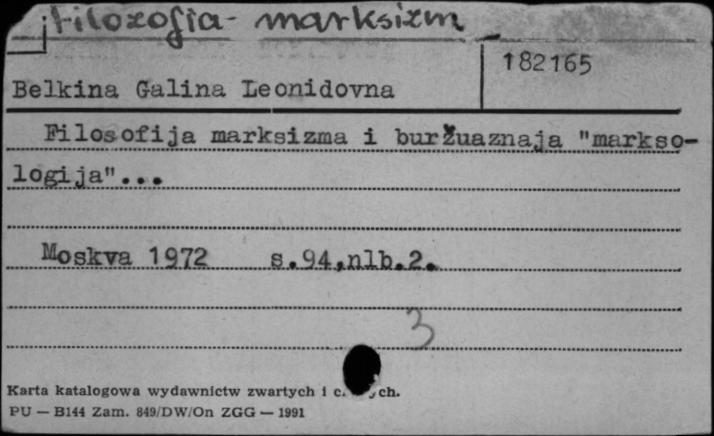 filozofia - marksizm
182165
Belkina Galina Leonidovna
Filosofija marksizma i buržuaznaja "markso-
logija"...
Moskva 1972 s.94,nlb.2.
3
Karta katalogowa wydawnictw zwartych i ch.
PU — B144 Zam. 849/DW/On ZGG — 1991